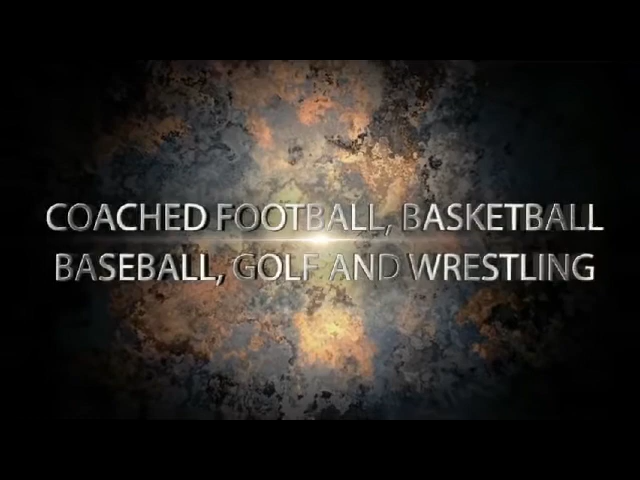 COACHED FOOTBALL, BASKETBALL
BASEBALL, GOLF AND WRESTLING